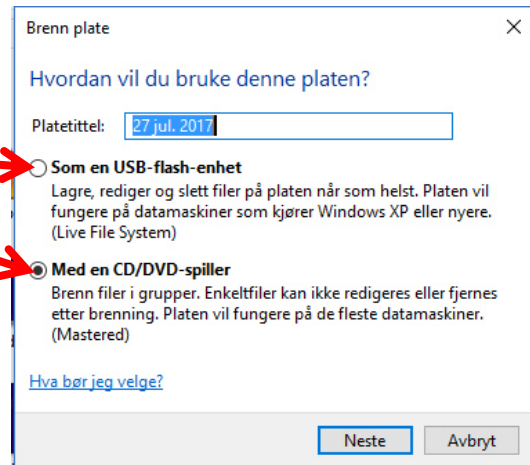 Brenn plate
Hvordan vil du bruke denne platen?
Platetittel: 27 jul. 2017
Som en USB-flash-enhet
Lagre, rediger og slett filer på platen når som helst. Platen vil
fungere på datamaskiner som kjører Windows XP eller nyere.
(Live File System)
Med en CD/DVD-spiller
Brenn filer i grupper. Enkeltfiler kan ikke redigeres eller fjernes
etter brenning. Platen vil fungere på de fleste datamaskiner.
(Mastered)
Hva bør jeg velge?
Neste Avbryt